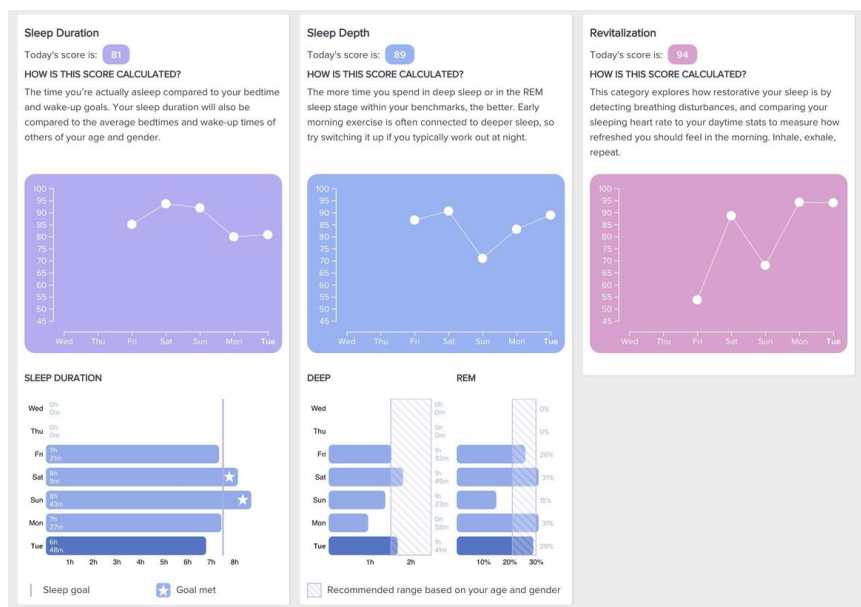 Sleep Duration
Today's score is: 81
HOW IS THIS SCORE CALCULATED?
The time you're actually asleep compared to your bedtime
and wake-up goals. Your sleep duration will also be
compared to the average bedtimes and wake-up times of
others of your age and gender.
100
95
90
85
80
75
70
65
60
55
50
45
Wed Thu Fri Sat Sun Mon Tue
SLEEP DURATION
Wed 0h 0m
Thu 0h 0m
Fri 7h 21m
Sat 8h 9m
Sun 8h 43m
Mon 7h 27m
Tue 6h 48m
1h 2h 3h 4h 5h 6h 7h 8h
Sleep goal Goal met
Sleep Depth
Today's score is: 89
HOW IS THIS SCORE CALCULATED?
The more time you spend in deep sleep or in the REM
sleep stage within your benchmarks, the better. Early
morning exercise is often connected to deeper sleep, so
try switching it up if you typically work out at night.
100
95
90
85
80
75
70
65
60
55
50
45
Wed Thu Fri Sat Sun Mon Tue
DEEP REM
Wed 0h 0m 0%
Thu 0h 0m 0%
Fri 1h 32m 26%
Sat 1h 49m 31%
Sun 1h 23m 15%
Mon 0h 58m 31%
Tue 1h 41m 29%
1h 2h 10% 20% 30%
Recommended range based on your age and gender
Revitalization
Today's score is: 94
HOW IS THIS SCORE CALCULATED?
This category explores how restorative your sleep is by
detecting breathing disturbances, and comparing your
sleeping heart rate to your daytime stats to measure how
refreshed you should feel in the morning. Inhale, exhale,
repeat.
100
95
90
85
80
75
70
65
60
55
50
45
Wed Thu Fri Sat Sun Mon Tue